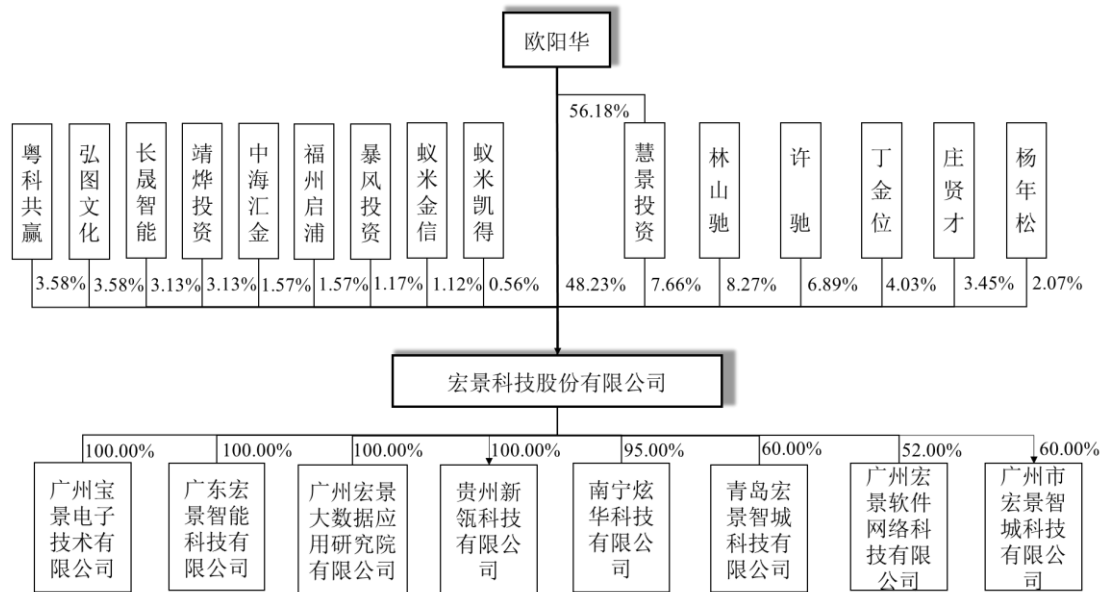 欧阳华
56.18%
粤科共赢
弘图文化
长晟智能
靖烨投资
中海汇金
福州启浦
暴风投资
蚁米金信
蚁米凯得
慧景投资
林山驰
许驰
丁金位
庄贤才
杨年松
3.58%
3.58%
3.13%
3.13%
1.57%
1.57%
1.17%
1.12%
0.56%
48.23%
7.66%
8.27%
6.89%
4.03%
3.45%
2.07%
宏景科技股份有限公司
100.00%
100.00%
100.00%
100.00%
95.00%
60.00%
52.00%
60.00%
广州宝
景电子
技术有
限公司
广东宏
景智能
科技有
限公司
广州宏景
大数据应
用研究院
有限公司
贵州新
瓴科技
有限公
司
南宁炫
华科技
有限公
司
青岛宏
景智城
科技有
限公司
广州宏
景软件
网络科
技有限
公司
广州市
宏景智
城科技
有限公
司